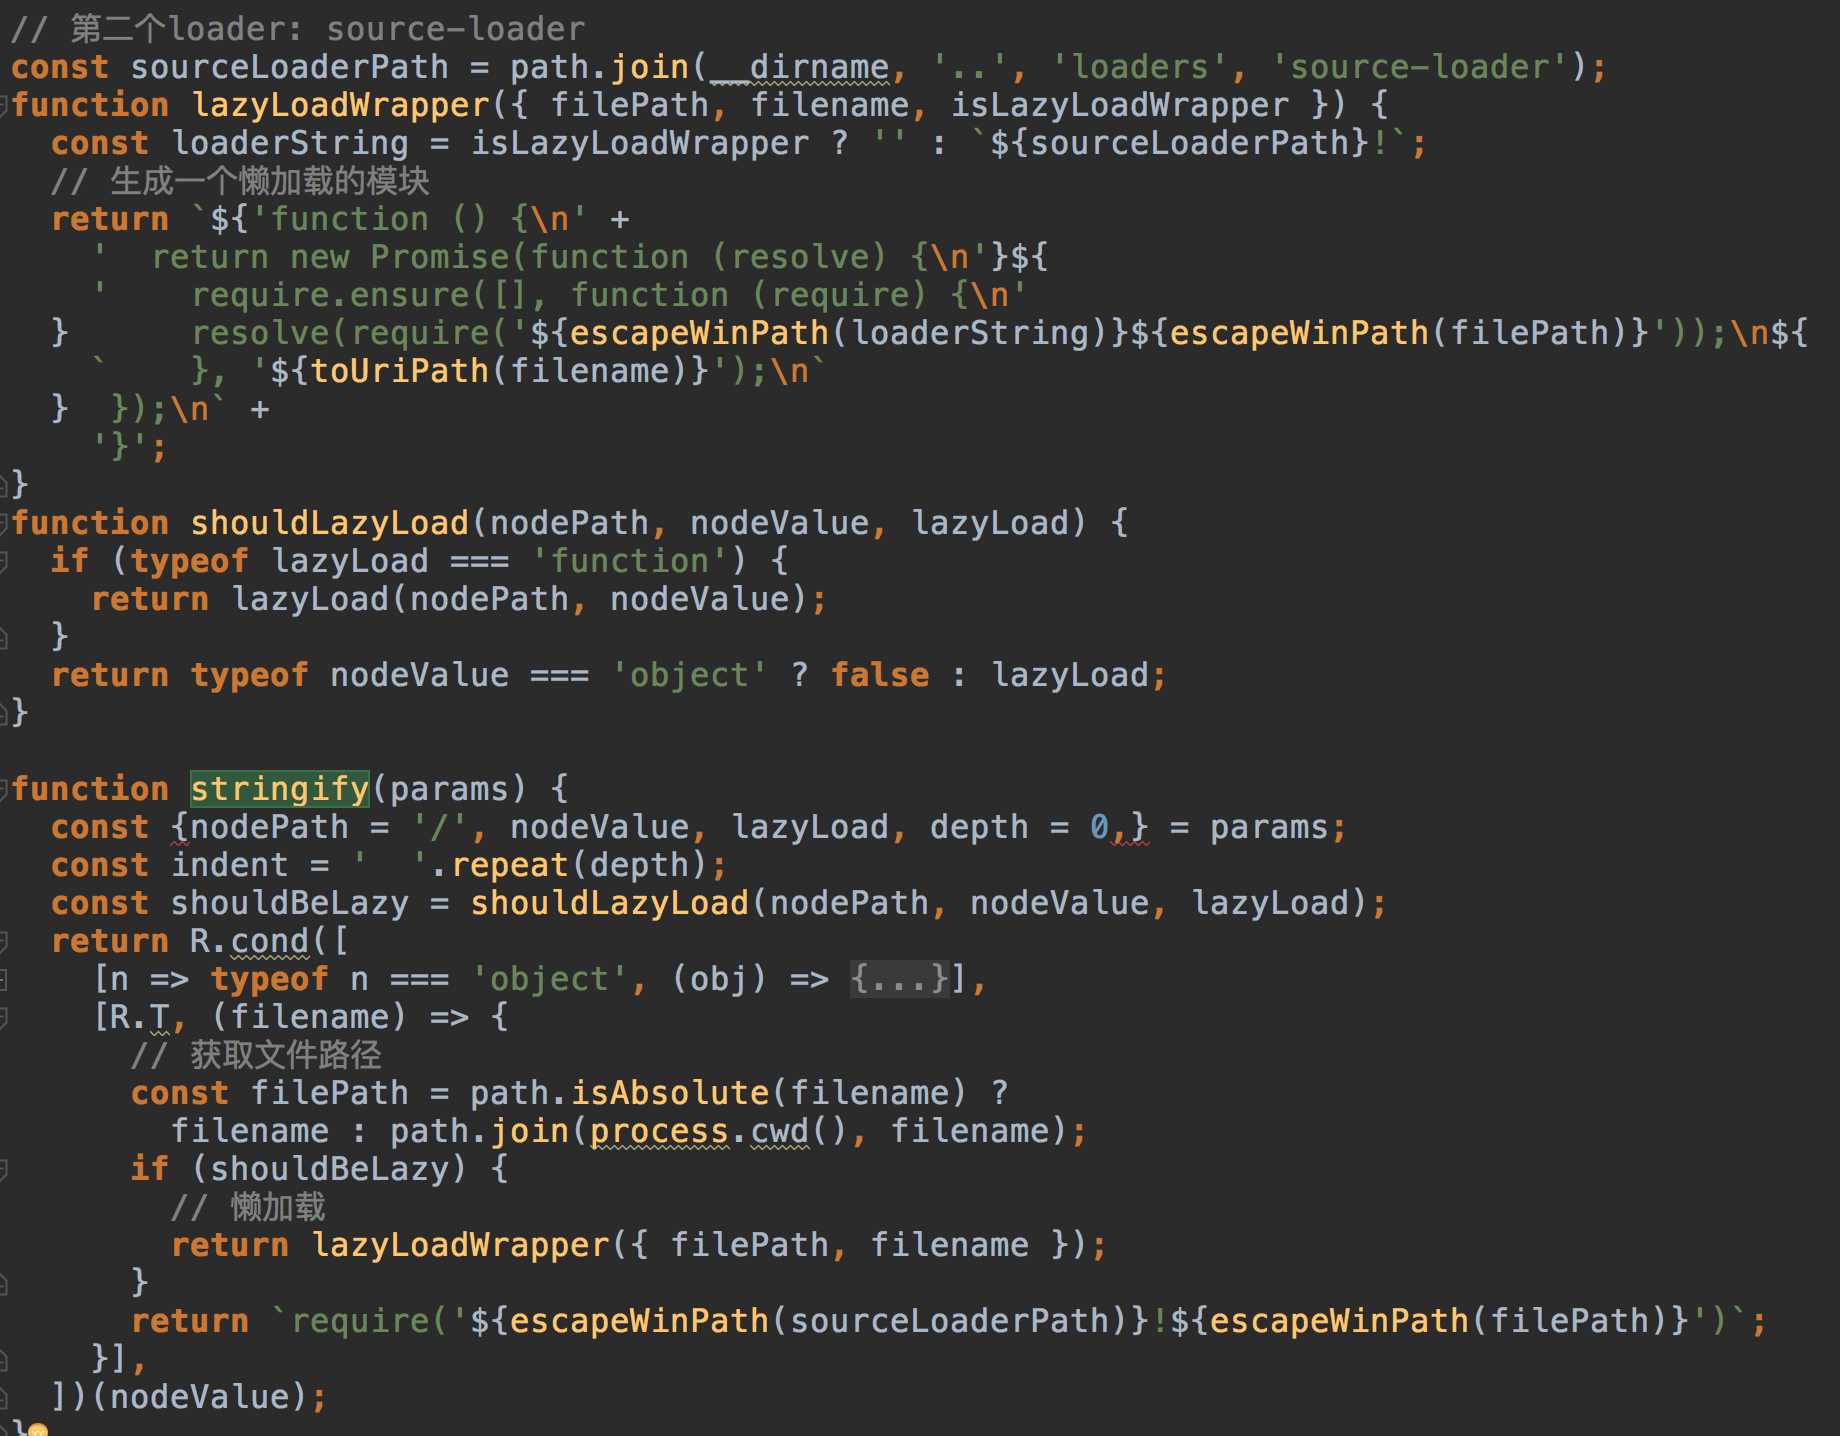 // 第二个loader: source-loader
const sourceLoaderPath = path.join(__dirname, '..', 'loaders', 'source-loader');
function lazyLoadWrapper({ filePath, filename, isLazyLoadWrapper }) {
  const loaderString = isLazyLoadWrapper ? '' : `${sourceLoaderPath}!`;
  // 生成一个懒加载的模块
  return `${'function () {\n' +
    '  return new Promise(function (resolve) {\n'}${
    '    require.ensure([], function (require) {\n'
  }      resolve(require('${escapeWinPath(loaderString)}${escapeWinPath(filePath)}'));\n${
    `    }, '${toUriPath(filename)}');\n`
  }  });\n` +
    '}';
}
function shouldLazyLoad(nodePath, nodeValue, lazyLoad) {
  if (typeof lazyLoad === 'function') {
    return lazyLoad(nodePath, nodeValue);
  }
  return typeof nodeValue === 'object' ? false : lazyLoad;
}
function stringify(params) {
  const {nodePath = '/', nodeValue, lazyLoad, depth = 0,} = params;
  const indent = '  '.repeat(depth);
  const shouldBeLazy = shouldLazyLoad(nodePath, nodeValue, lazyLoad);
  return R.cond([
    [n => typeof n === 'object', (obj) => {...}],
    [R.T, (filename) => {
      // 获取文件路径
      const filePath = path.isAbsolute(filename) ?
        filename : path.join(process.cwd(), filename);
      if (shouldBeLazy) {
        // 懒加载
        return lazyLoadWrapper({ filePath, filename });
      }
      return `require('${escapeWinPath(sourceLoaderPath)}!${escapeWinPath(filePath)}')`;
    }],
  ])(nodeValue);
}